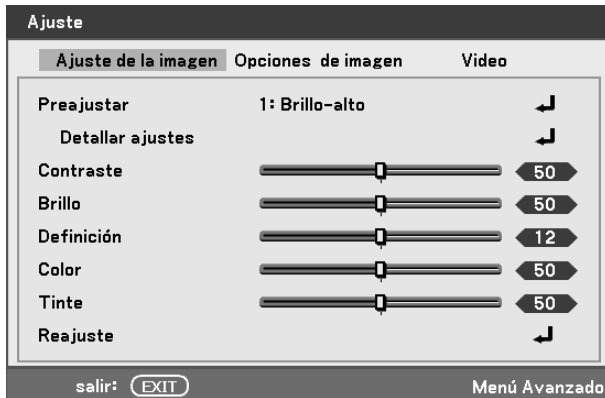 Ajuste
Ajuste de la imagen Opciones de imagen Video
Preajustar 1: Brillo-alto
Detallar ajustes
Contraste 50
Brillo 50
Definición 12
Color 50
Tinte 50
Reajuste
salir: EXIT Menú Avanzado